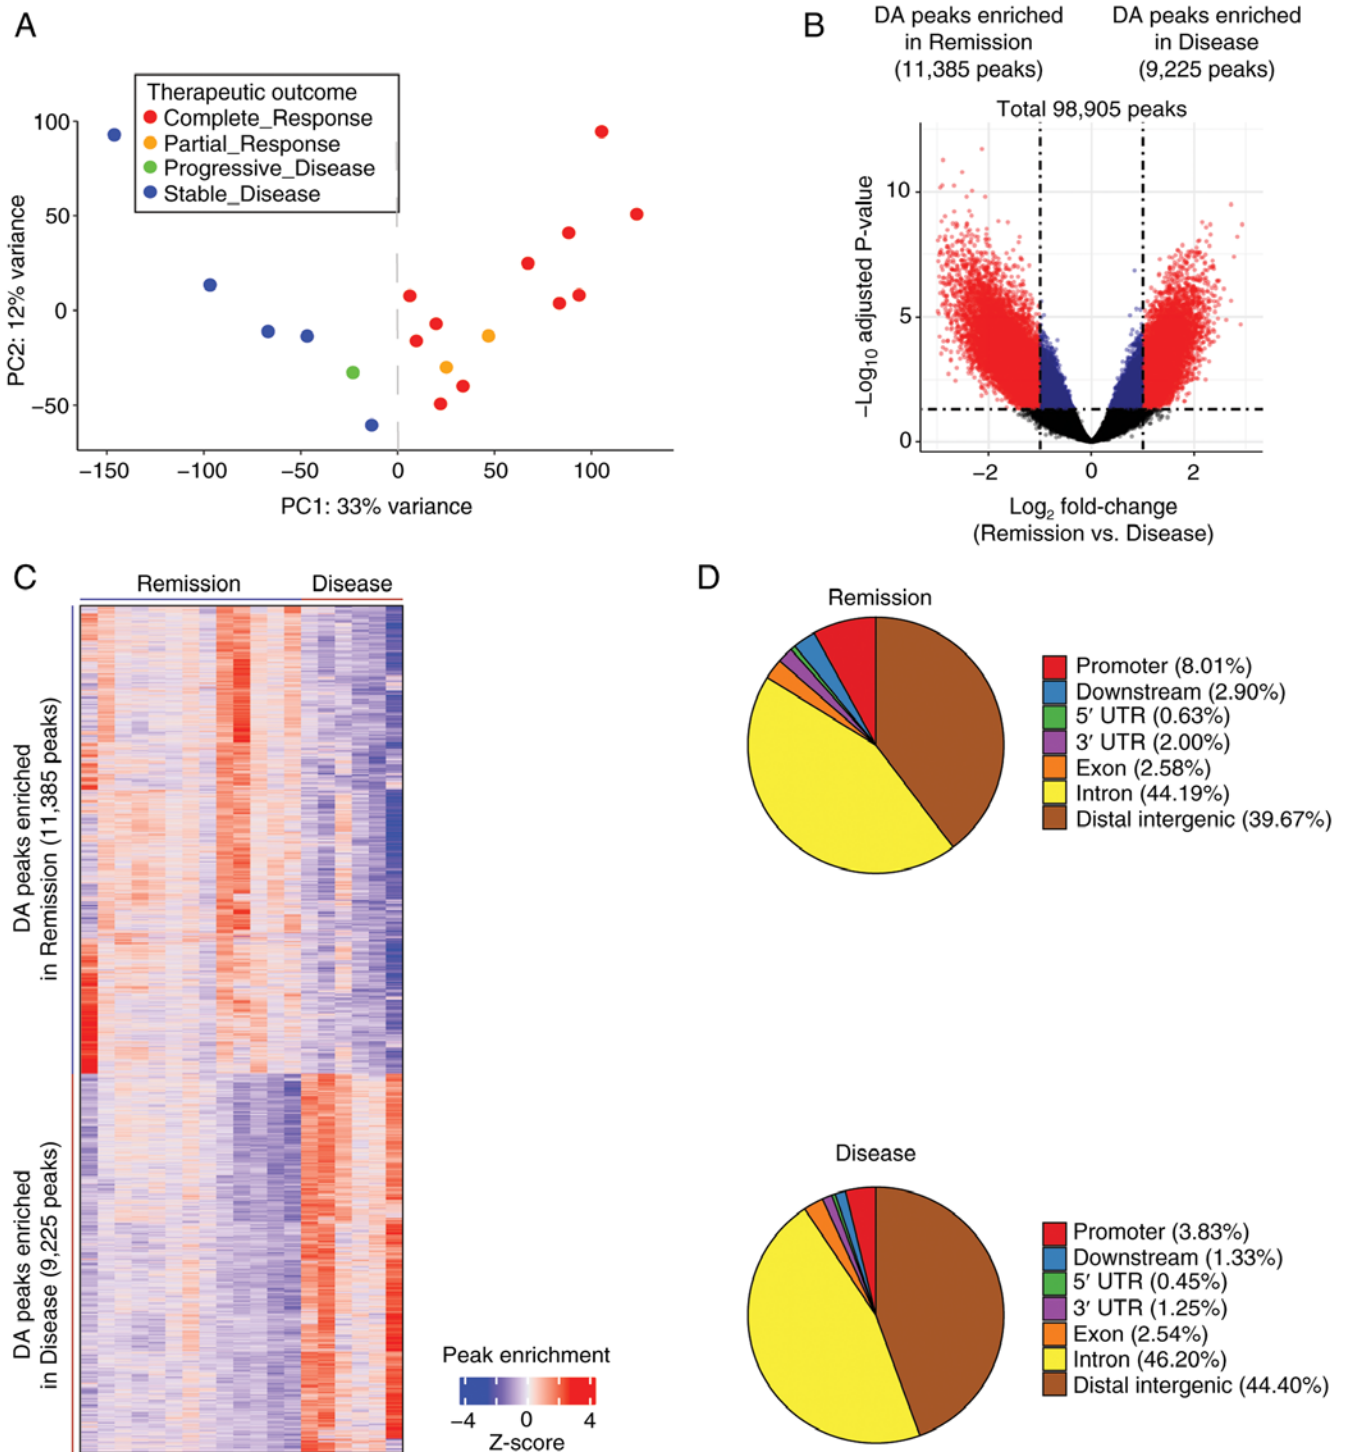 A
Therapeutic outcome
Complete_Response
Partial_Response
Progressive_Disease
Stable_Disease
100
50
0
−50
−150
−100
−50
0
50
100
PC2: 12% variance
PC1: 33% variance
B
DA peaks enriched
in Remission
(11,385 peaks)
DA peaks enriched
in Disease
(9,225 peaks)
Total 98,905 peaks
10
5
0
−2
0
2
−Log10 adjusted P-value
Log2 fold-change
(Remission vs. Disease)
C
Remission
Disease
DA peaks enriched
in Remission (11,385 peaks)
DA peaks enriched
in Disease (9,225 peaks)
Peak enrichment
−4
0
4
Z-score
D
Remission
Promoter (8.01%)
Downstream (2.90%)
5′ UTR (0.63%)
3′ UTR (2.00%)
Exon (2.58%)
Intron (44.19%)
Distal intergenic (39.67%)
Disease
Promoter (3.83%)
Downstream (1.33%)
5′ UTR (0.45%)
3′ UTR (1.25%)
Exon (2.54%)
Intron (46.20%)
Distal intergenic (44.40%)